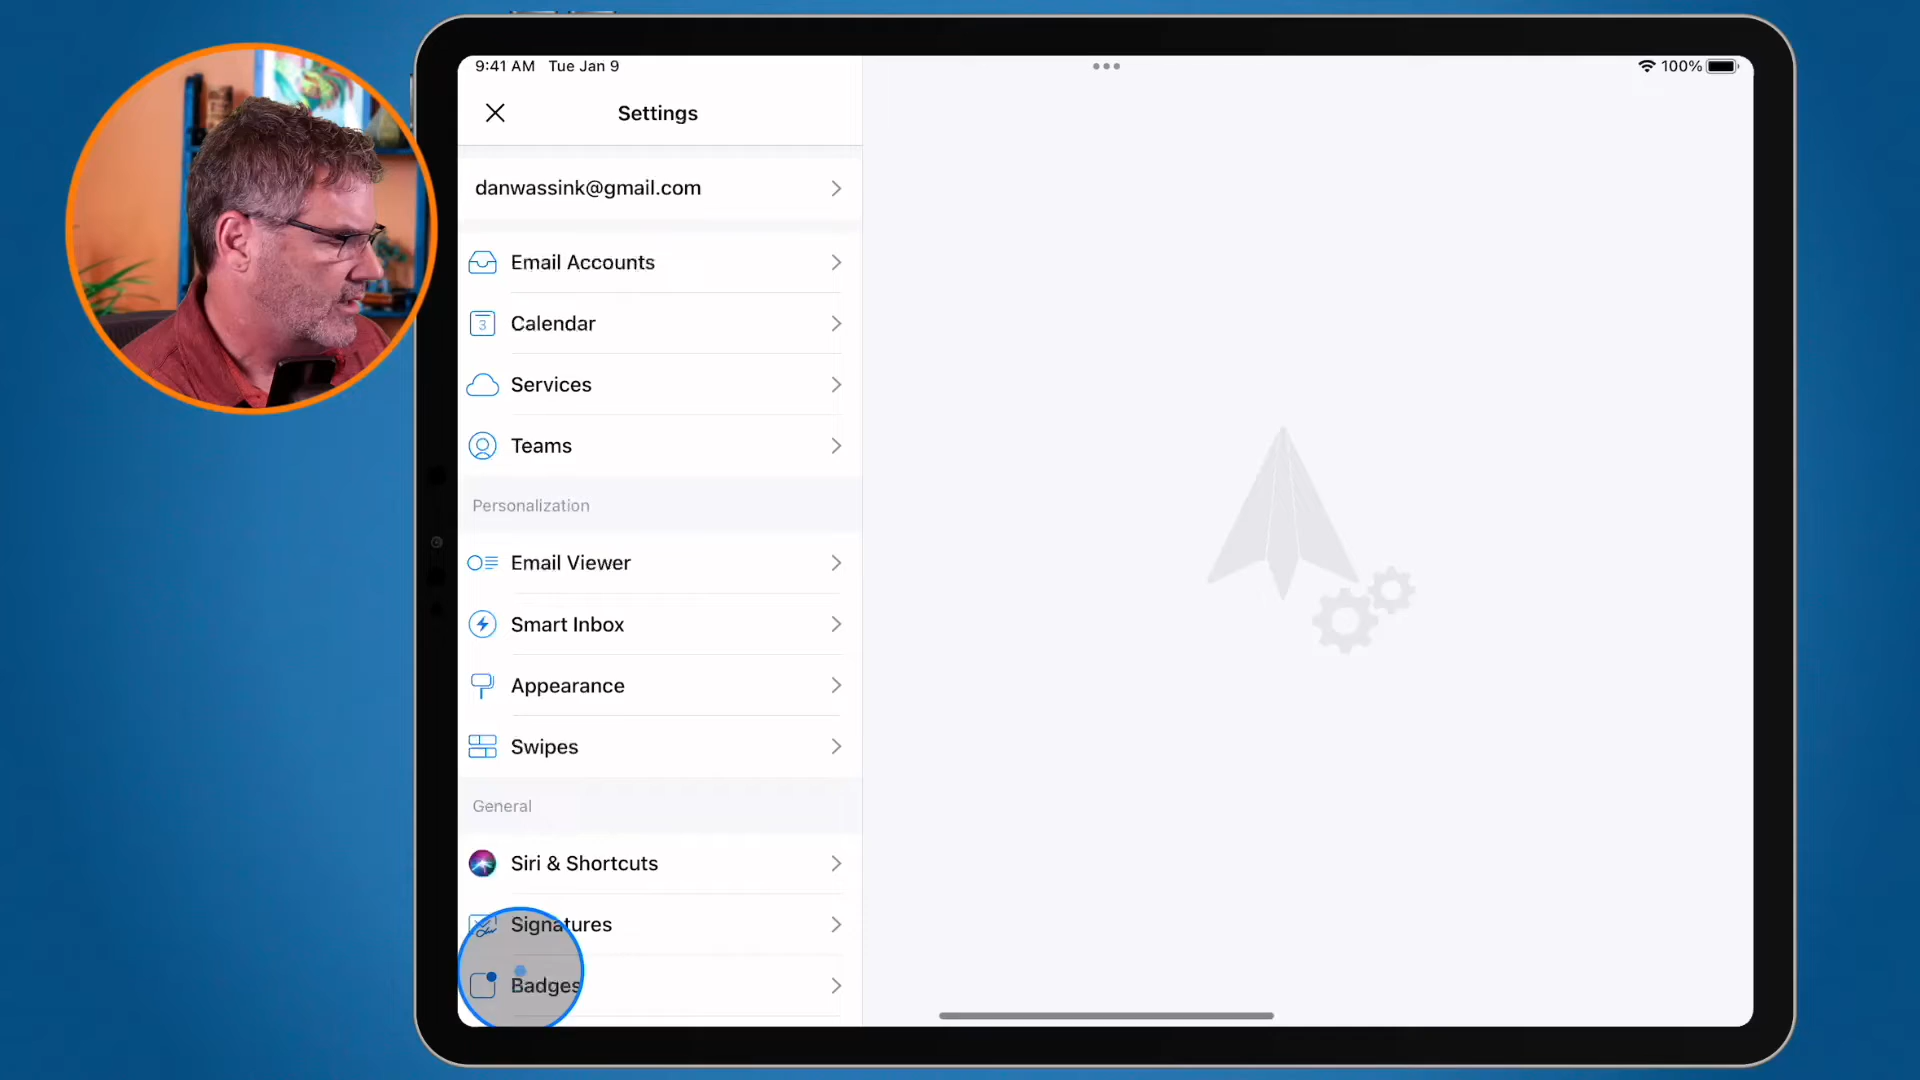 9:41 AM Tue Jan 9
100%
Settings
danwassink@gmail.com
Email Accounts
3
Calendar
Services
Teams
Personalization
Email Viewer
Smart Inbox
Appearance
Swipes
General
Siri & Shortcuts
Signatures
Badges